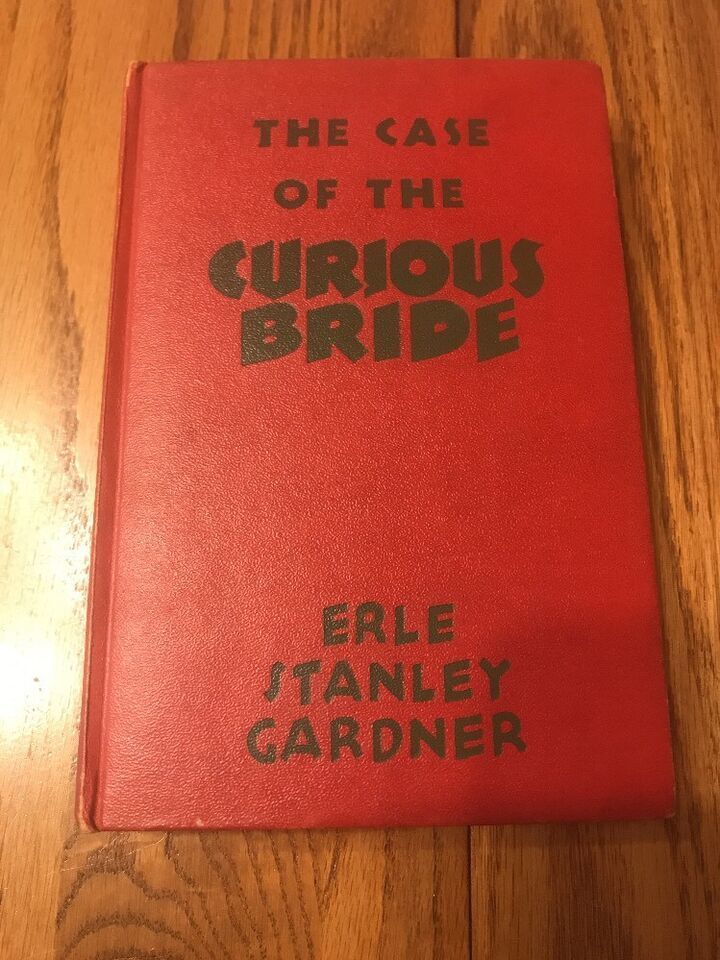 THE CASE
OF THE
CURIOUS
BRIDE
ERLE
STANLEY
GARDNER